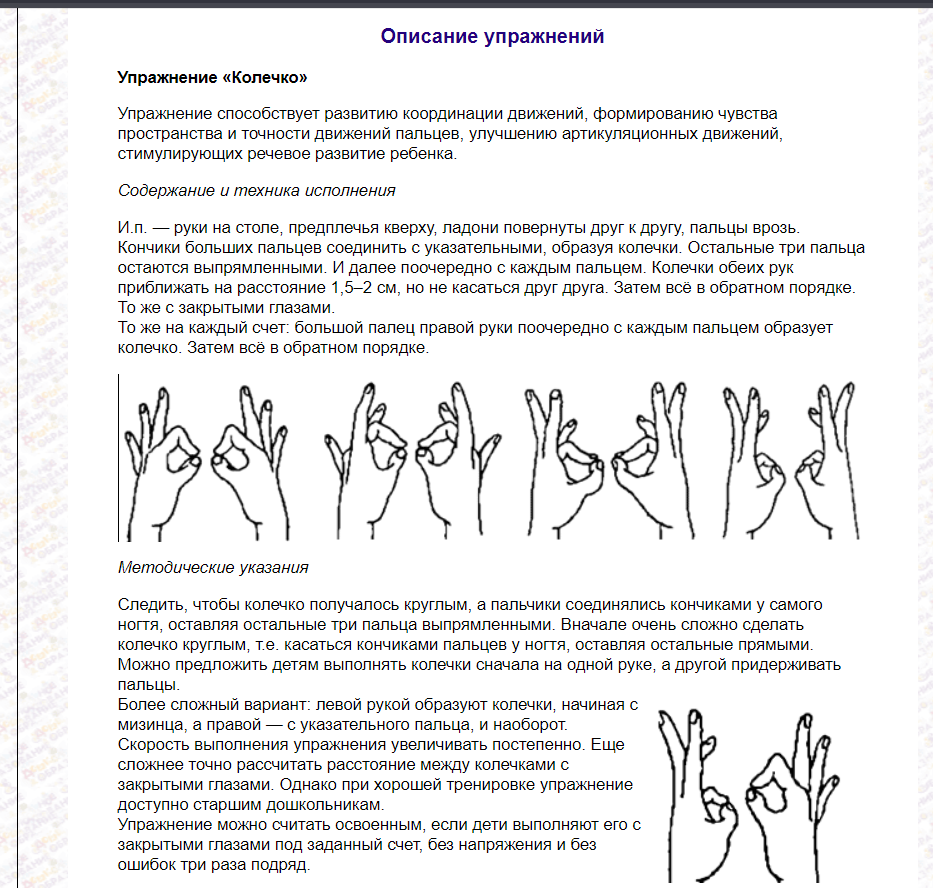 Описание упражнений
Упражнение «Колечко»
Упражнение способствует развитию координации движений, формированию чувства
пространства и точности движений пальцев, улучшению артикуляционных движений,
стимулирующих речевое развитие ребенка.
Содержание и техника исполнения
И.п. — руки на столе, предплечья кверху, ладони повернуты друг к другу, пальцы врозь.
Кончики больших пальцев соединить с указательными, образуя колечки. Остальные три пальца
остаются выпрямленными. И далее поочередно с каждым пальцем. Колечки обеих рук
приближать на расстояние 1,5–2 см, но не касаться друг друга. Затем всё в обратном порядке.
То же с закрытыми глазами.
То же на каждый счет: большой палец правой руки поочередно с каждым пальцем образует
колечко. Затем всё в обратном порядке.
Методические указания
Следить, чтобы колечко получалось круглым, а пальчики соединялись кончиками у самого
ногтя, оставляя остальные три пальца выпрямленными. Вначале очень сложно сделать
колечко круглым, т.е. касаться кончиками пальцев у ногтя, оставляя остальные прямыми.
Можно предложить детям выполнять колечки сначала на одной руке, а другой придерживать
пальцы.
Более сложный вариант: левой рукой образуют колечки, начиная с
мизинца, а правой — с указательного пальца, и наоборот.
Скорость выполнения упражнения увеличивать постепенно. Еще
сложнее точно рассчитать расстояние между колечками с
закрытыми глазами. Однако при хорошей тренировке упражнение
доступно старшим дошкольникам.
Упражнение можно считать освоенным, если дети выполняют его с
закрытыми глазами под заданный счет, без напряжения и без
ошибок три раза подряд.